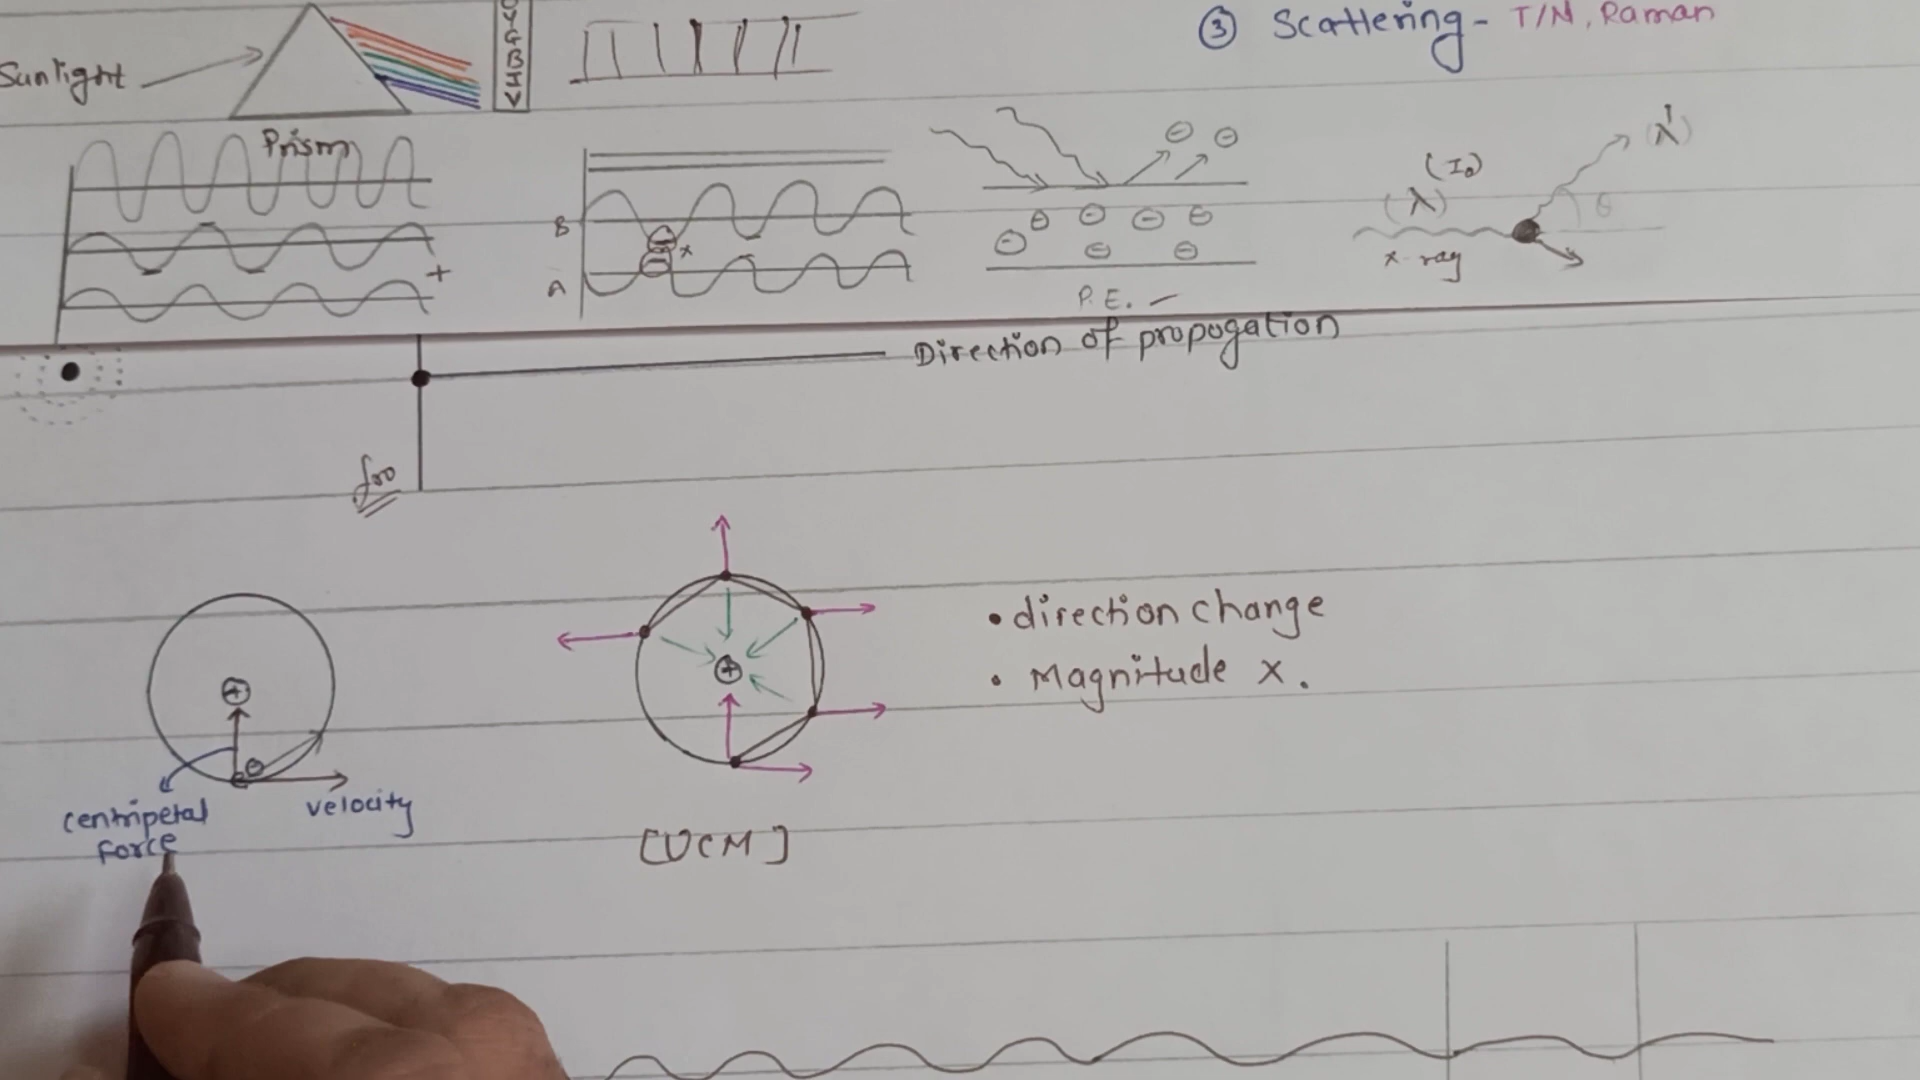 ③ Scattering - T/N, Raman
Sunlight
V
G
B
I
V
Prism
+
B
A
x
P.E. -
(I₀)
(λ)
(λ')
θ
x-ray
Direction of propogation
• direction change
• Magnitude x.
centripetal
Force
velocity
[UCM]